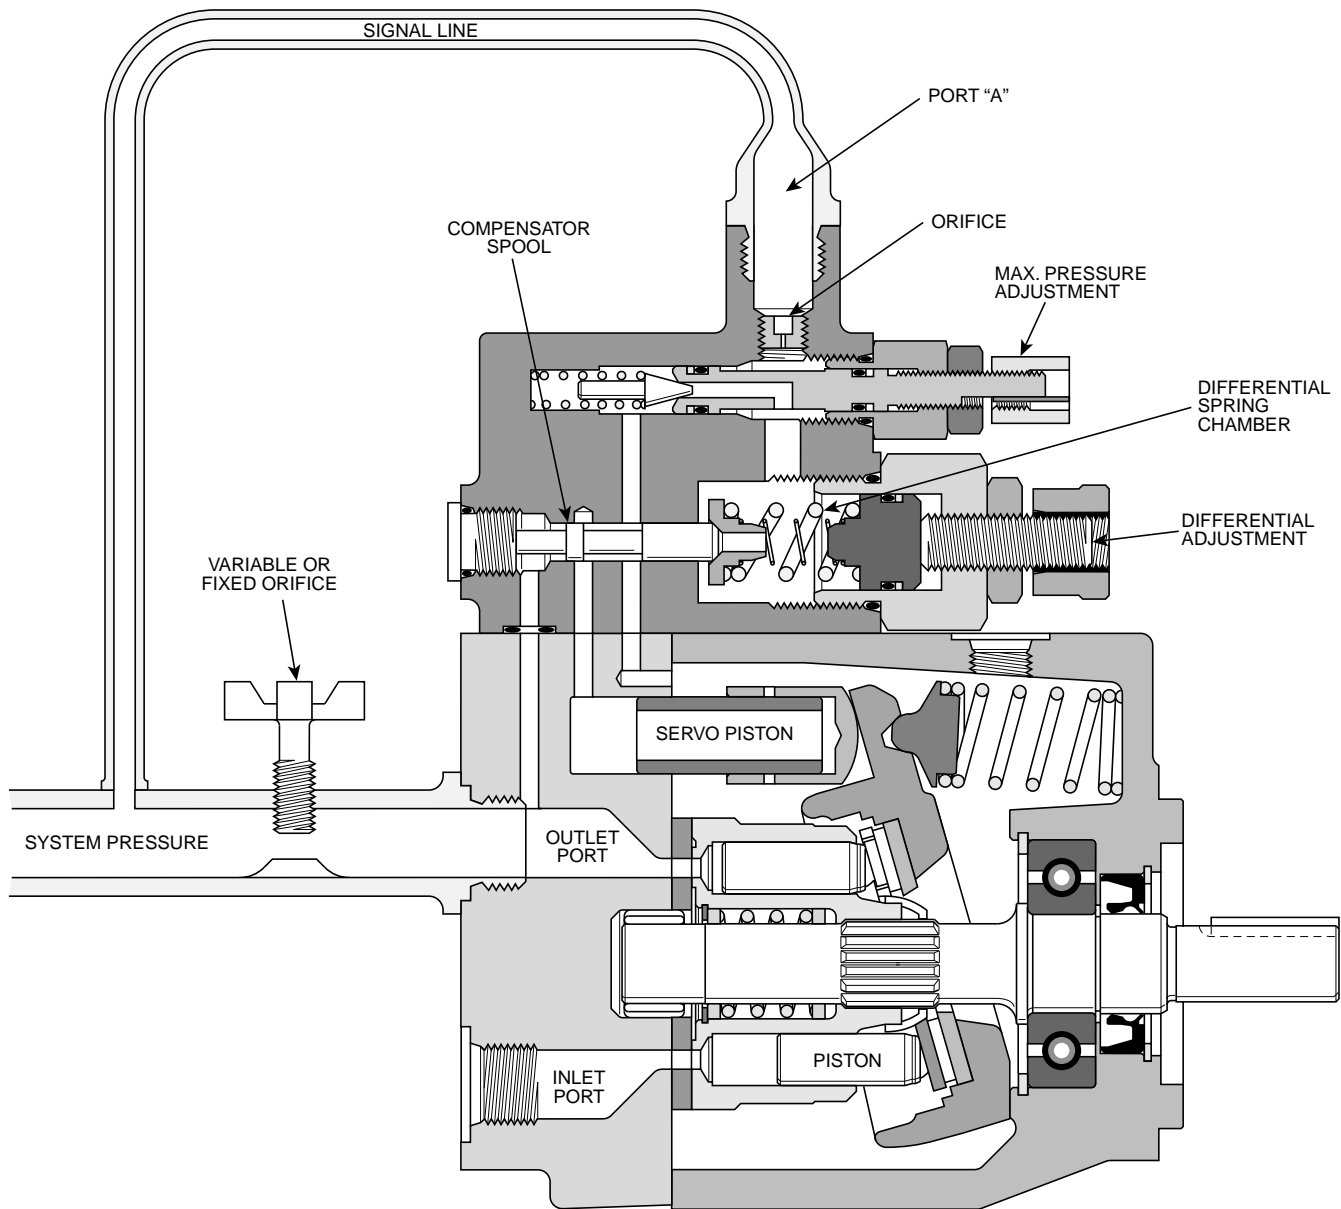 SIGNAL LINE
PORT “A”
ORIFICE
COMPENSATOR
SPOOL
MAX. PRESSURE
ADJUSTMENT
DIFFERENTIAL
SPRING
CHAMBER
DIFFERENTIAL
ADJUSTMENT
VARIABLE OR
FIXED ORIFICE
SERVO PISTON
SYSTEM PRESSURE
OUTLET
PORT
PISTON
INLET
PORT